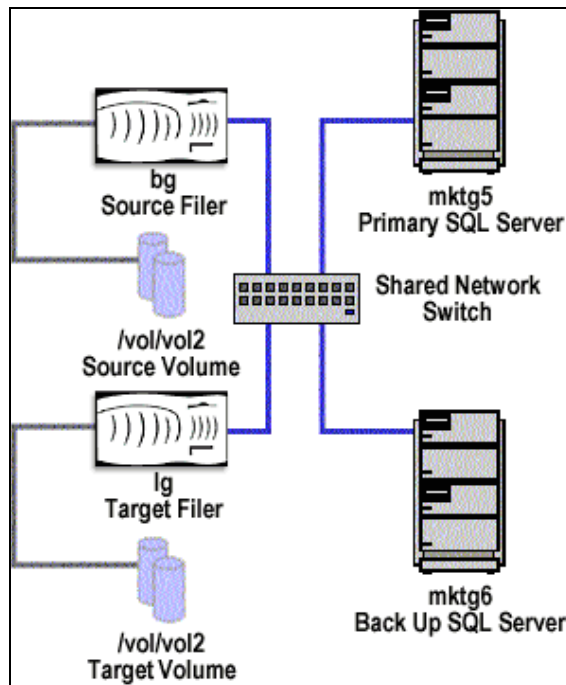 bg
Source Filer
/vol/vol2
Source Volume
mktg5
Primary SQL Server
Shared Network
Switch
lg
Target Filer
/vol/vol2
Target Volume
mktg6
Back Up SQL Server